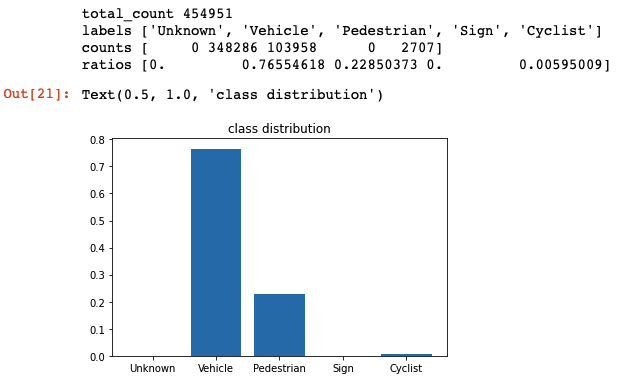 total_count 454951
labels ['Unknown', 'Vehicle', 'Pedestrian', 'Sign', 'Cyclist']
counts [     0 348286 103958      0   2707]
ratios [0.         0.76554618 0.22850373 0.         0.00595009]
Out[21]: Text(0.5, 1.0, 'class distribution')
class distribution
0.8
0.7
0.6
0.5
0.4
0.3
0.2
0.1
0.0
Unknown Vehicle Pedestrian Sign Cyclist